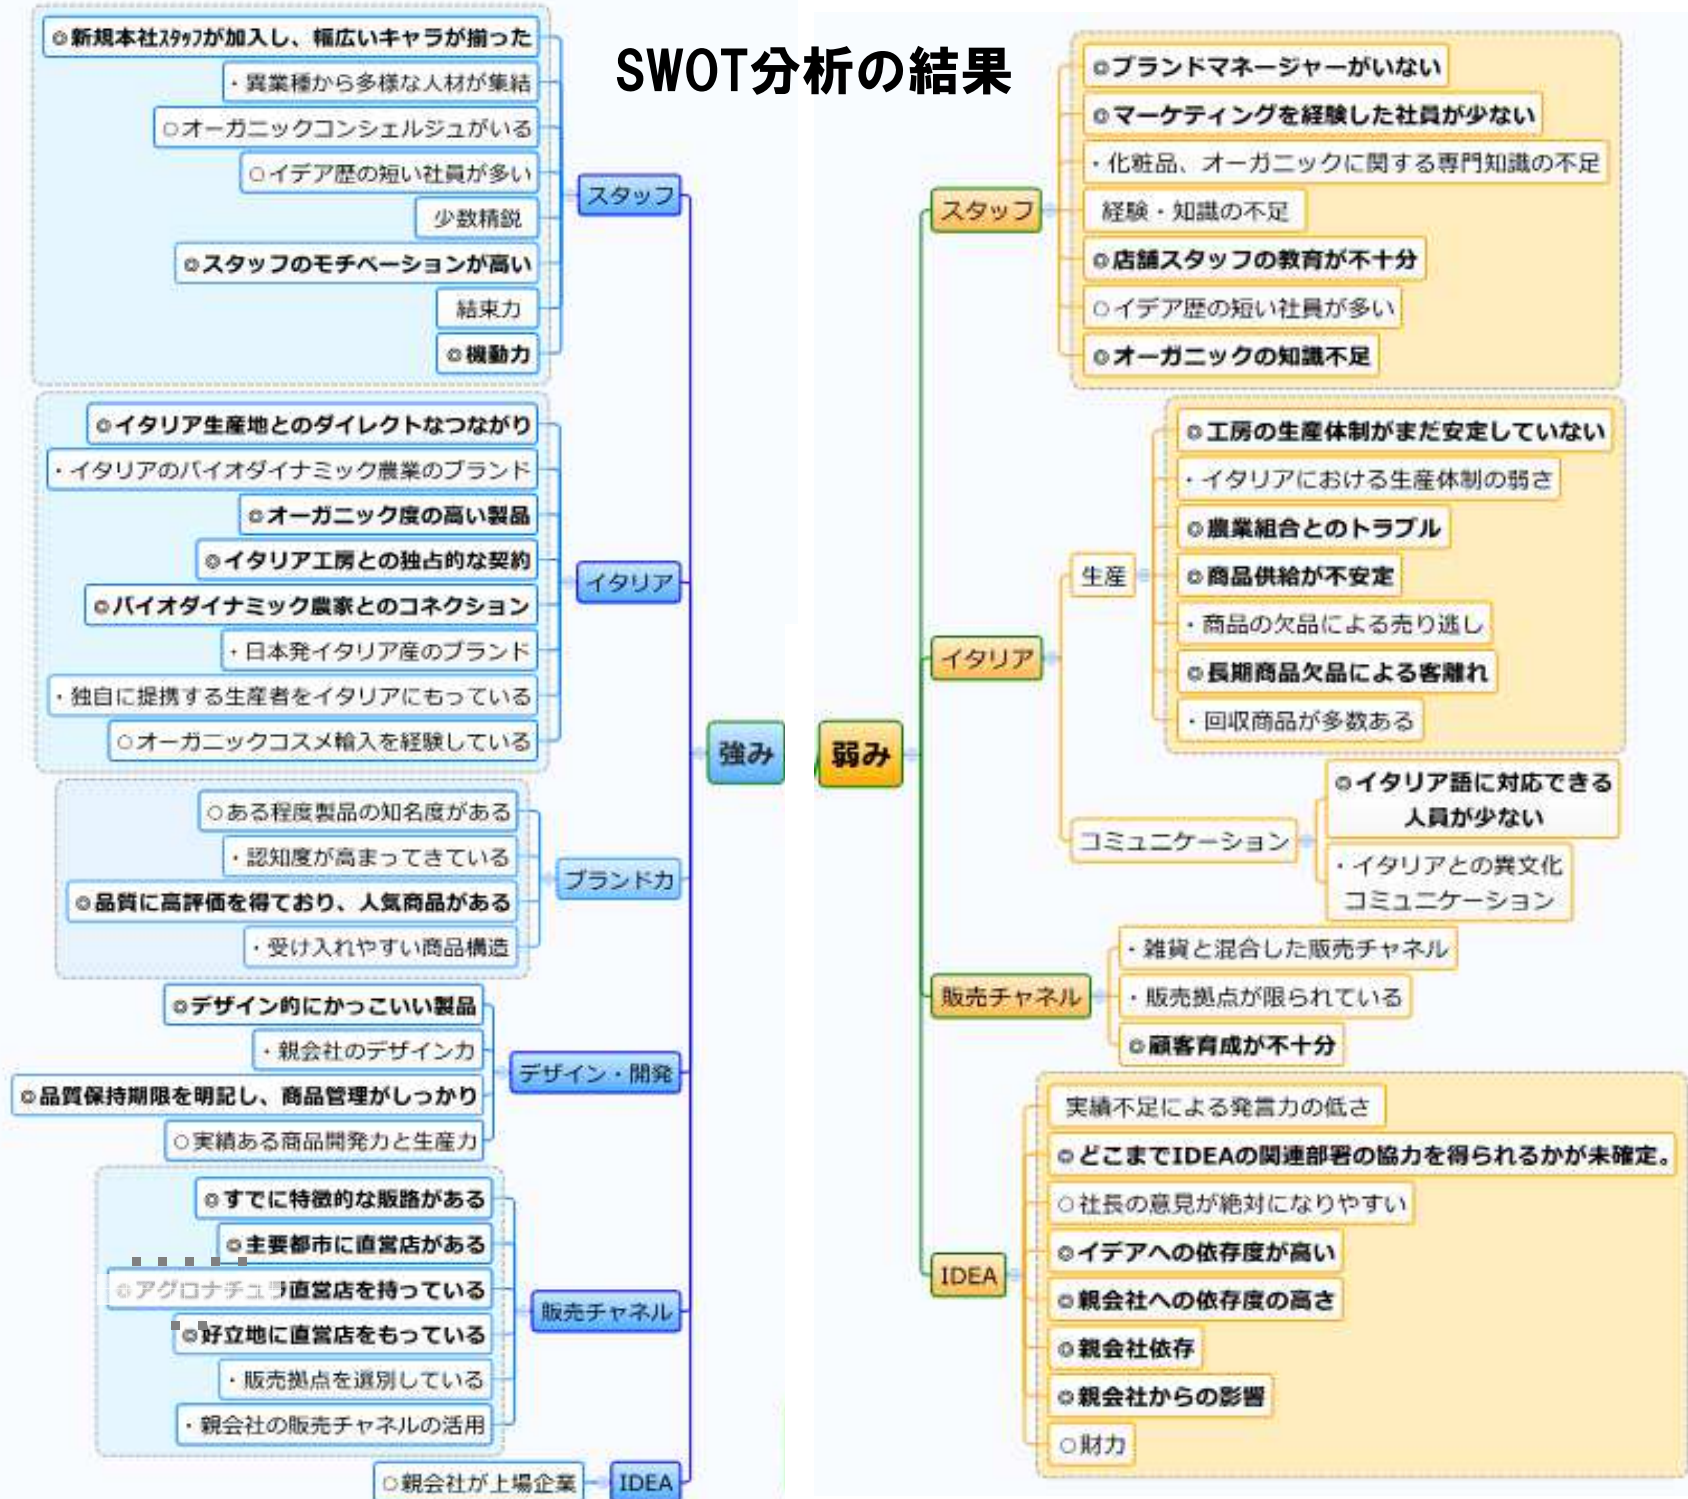 SWOT分析の結果
◎新規本社ｽﾀｯﾌが加入し、幅広いキャラが揃った
・異業種から多様な人材が集結
○オーガニックコンシェルジュがいる
○イデア歴の短い社員が多い
少数精鋭
◎スタッフのモチベーションが高い
結束力
◎機動力
スタッフ
◎イタリア生産地とのダイレクトなつながり
・イタリアのバイオダイナミック農業のブランド
◎オーガニック度の高い製品
◎イタリア工房との独占的な契約
◎バイオダイナミック農家とのコネクション
・日本発イタリア産のブランド
・独自に提携する生産者をイタリアにもっている
○オーガニックコスメ輸入を経験している
イタリア
強み
○ある程度製品の知名度がある
・認知度が高まってきている
◎品質に高評価を得ており、人気商品がある
・受け入れやすい商品構造
ブランド力
◎デザイン的にかっこいい製品
・親会社のデザイン力
◎品質保持期限を明記し、商品管理がしっかり
○実績ある商品開発力と生産力
デザイン・開発
◎すでに特徴的な販路がある
◎主要都市に直営店がある
◎アグロナチュラ直営店を持っている
◎好立地に直営店をもっている
・販売拠点を選別している
・親会社の販売チャネルの活用
販売チャネル
○親会社が上場企業
IDEA
弱み
スタッフ
◎ブランドマネージャーがいない
◎マーケティングを経験した社員が少ない
・化粧品、オーガニックに関する専門知識の不足
経験・知識の不足
◎店舗スタッフの教育が不十分
○イデア歴の短い社員が多い
◎オーガニックの知識不足
イタリア
生産
◎工房の生産体制がまだ安定していない
・イタリアにおける生産体制の弱さ
◎農業組合とのトラブル
◎商品供給が不安定
・商品の欠品による売り逃し
◎長期商品欠品による客離れ
・回収商品が多数ある
コミュニケーション
◎イタリア語に対応できる
人員が少ない
・イタリアとの異文化
コミュニケーション
販売チャネル
・雑貨と混合した販売チャネル
・販売拠点が限られている
◎顧客育成が不十分
IDEA
実績不足による発言力の低さ
◎どこまでIDEAの関連部署の協力を得られるかが未確定。
○社長の意見が絶対になりやすい
◎イデアへの依存度が高い
◎親会社への依存度の高さ
◎親会社依存
◎親会社からの影響
○財力